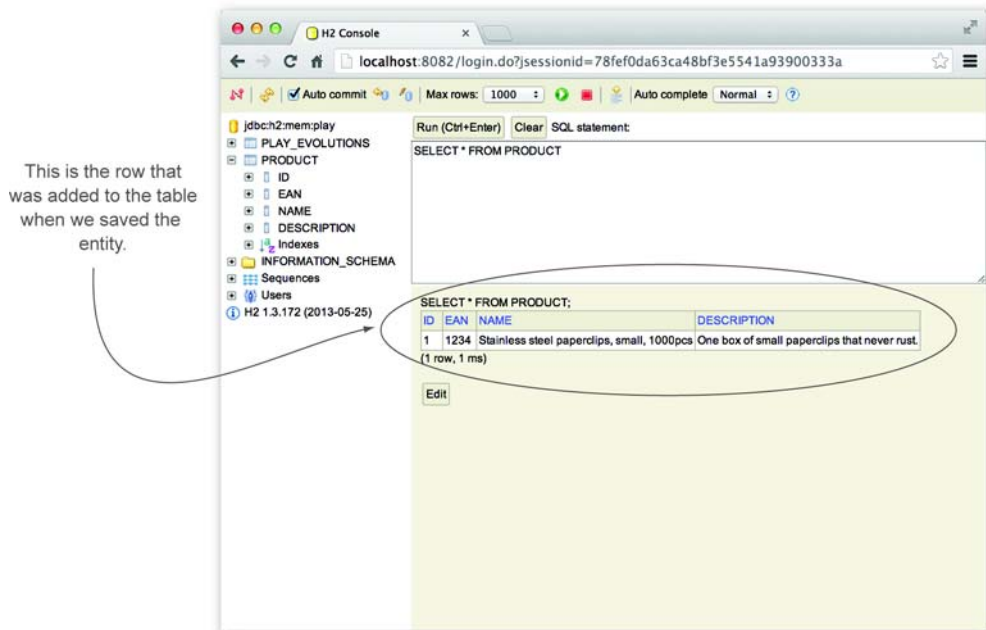 H2 Console
localhost:8082/login.do?jsessionid=78fef0da63ca48bf3e5541a93900333a
Auto commit Max rows: 1000 Auto complete Normal
jdbc:h2:mem:play
PLAY_EVOLUTIONS
PRODUCT
ID
EAN
NAME
DESCRIPTION
Indexes
INFORMATION_SCHEMA
Sequences
Users
H2 1.3.172 (2013-05-25)
Run (Ctrl+Enter) Clear SQL statement:
SELECT * FROM PRODUCT
This is the row that
was added to the table
when we saved the
entity.
SELECT * FROM PRODUCT;
ID EAN NAME DESCRIPTION
1 1234 Stainless steel paperclips, small, 1000pcs One box of small paperclips that never rust.
(1 row, 1 ms)
Edit